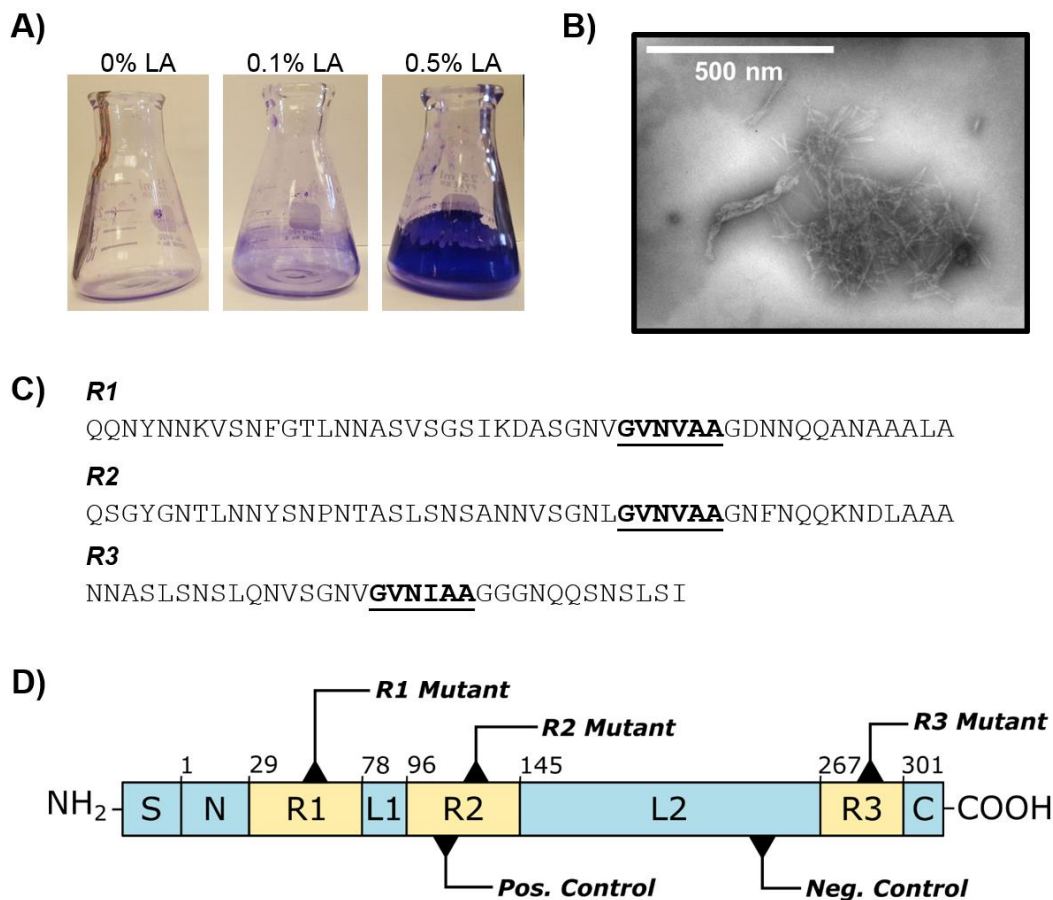 A)
0% LA
0.1% LA
0.5% LA
B)
500 nm
C)
R1
QQNYNNKVSNFGTLNNASVSGSIKDASGNVGVNVAAGDNNQQANAAALA
R2
QSGYGNTLNNYSNPNTASLSNSANNVSGNLGVNVAAGNFNQQKNDLAAA
R3
NNASLSNSLQNVSGNVGVNIAAGGGNQQSNSLSI
D)
R1 Mutant
R2 Mutant
R3 Mutant
1 29 78 96 145 267 301
NH2 S N R1 L1 R2 L2 R3 C COOH
Pos. Control
Neg. Control